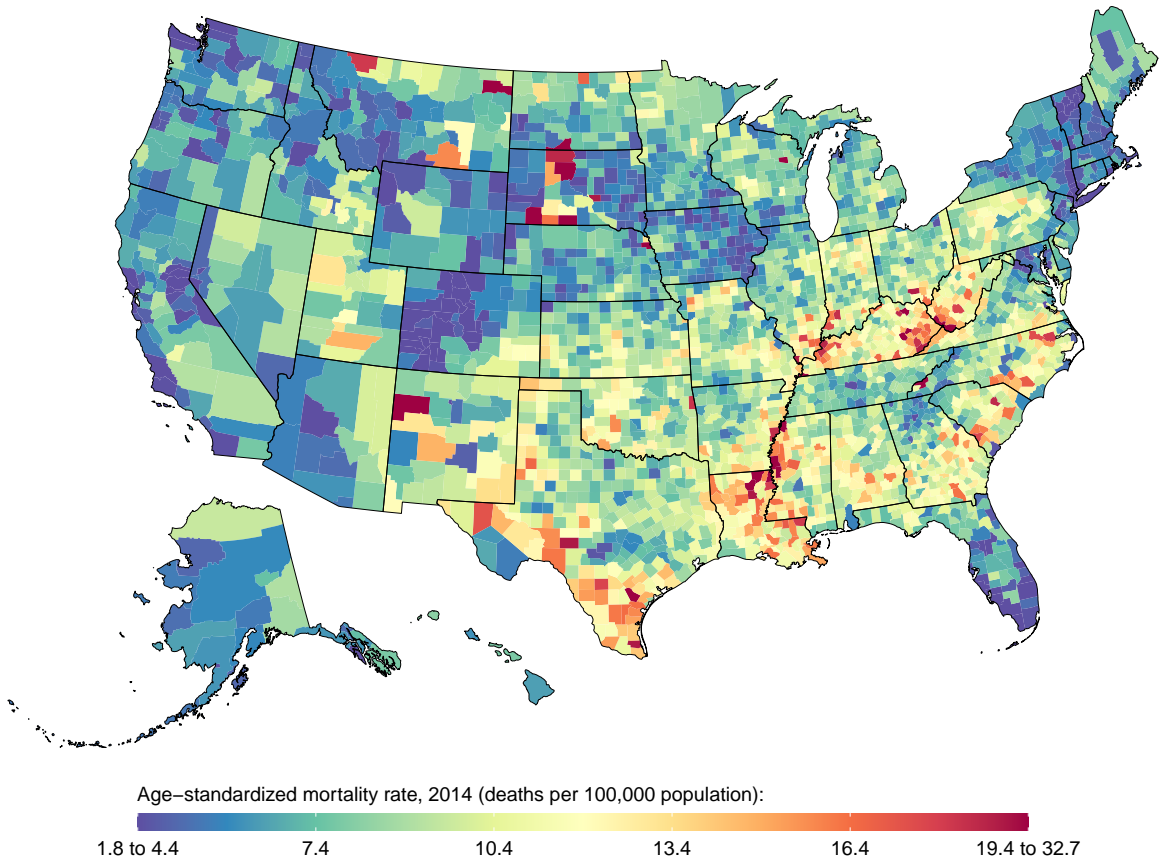 Age−standardized mortality rate, 2014 (deaths per 100,000 population):
1.8 to 4.4 7.4 10.4 13.4 16.4 19.4 to 32.7